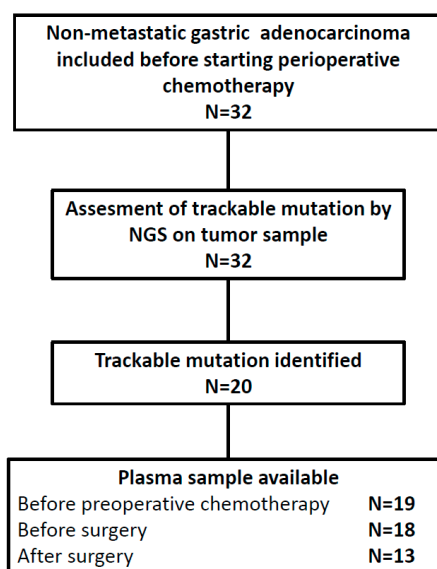 Non-metastatic gastric adenocarcinoma
included before starting perioperative
chemotherapy
N=32
Assesment of trackable mutation by
NGS on tumor sample
N=32
Trackable mutation identified
N=20
Plasma sample available
Before preoperative chemotherapy N=19
Before surgery N=18
After surgery N=13